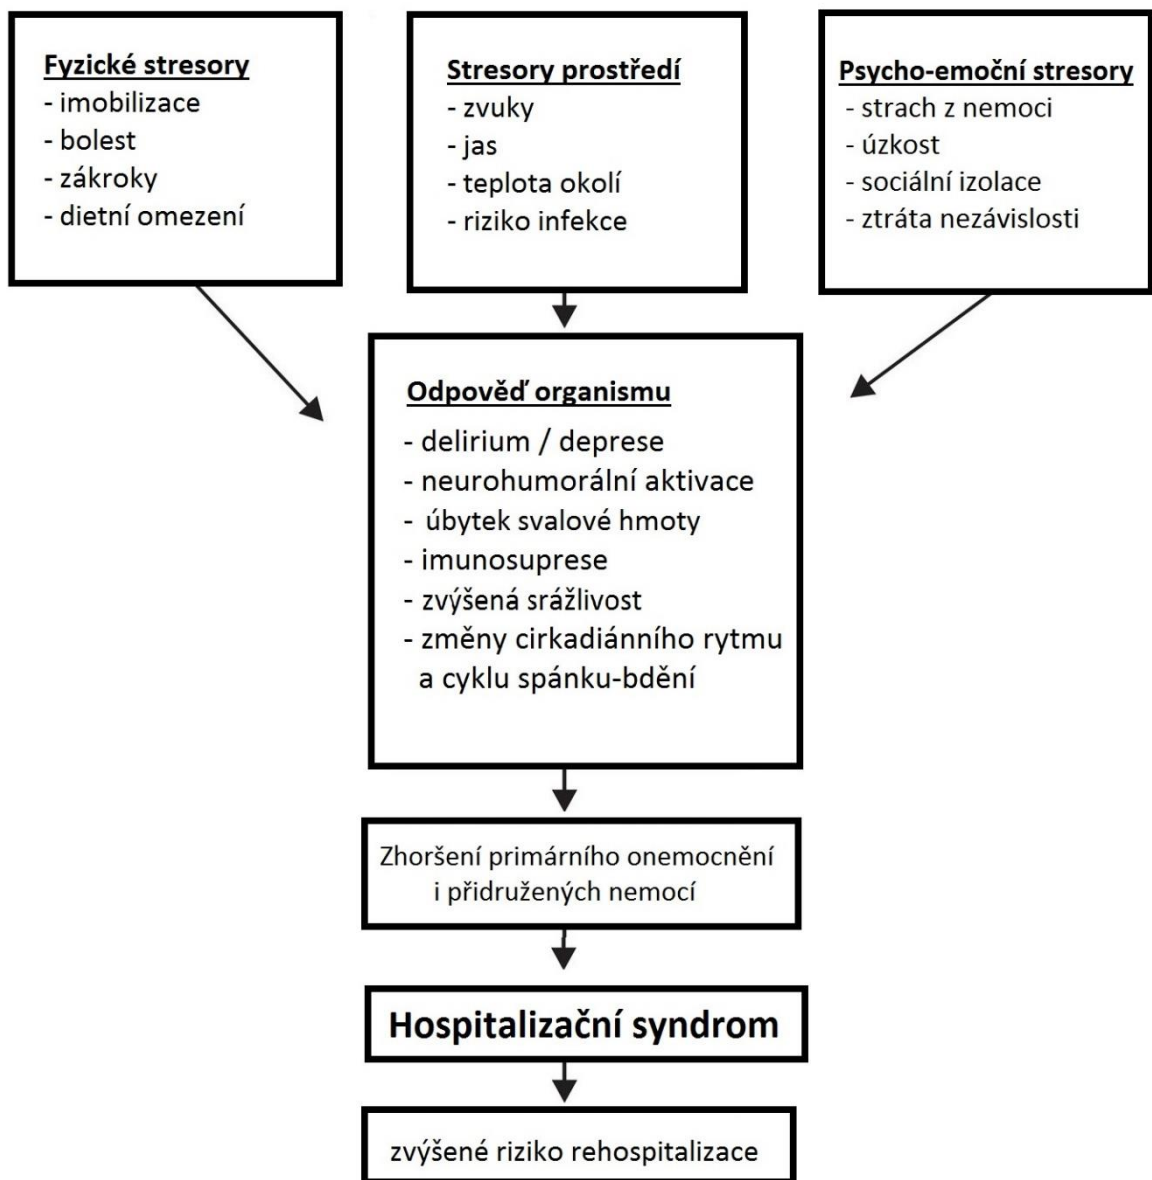 Fyzické stresory
- imobilizace
- bolest
- zákroky
- dietní omezení
Stresory prostředí
- zvuky
- jas
- teplota okolí
- riziko infekce
Psycho-emoční stresory
- strach z nemoci
- úzkost
- sociální izolace
- ztráta nezávislosti
Odpověď organismu
- delirium / deprese
- neurohumorální aktivace
- úbytek svalové hmoty
- imunosuprese
- zvýšená srážlivost
- změny cirkadiánního rytmu
a cyklu spánku-bdění
Zhoršení primárního onemocnění
i přidružených nemocí
Hospitalizační syndrom
zvýšené riziko rehospitalizace